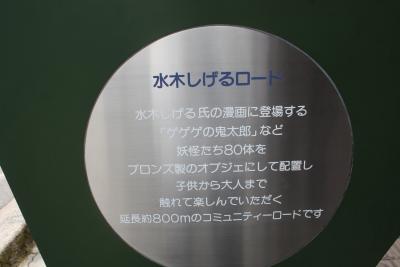 水木しげるロード
水木しげる氏の漫画に登場する
「ゲゲゲの鬼太郎」など
妖怪たち80体を
ブロンズ製のオブジェにして配置し
子供から大人まで
触れて楽しんでいただく
延長約800mのコミュニティーロードです